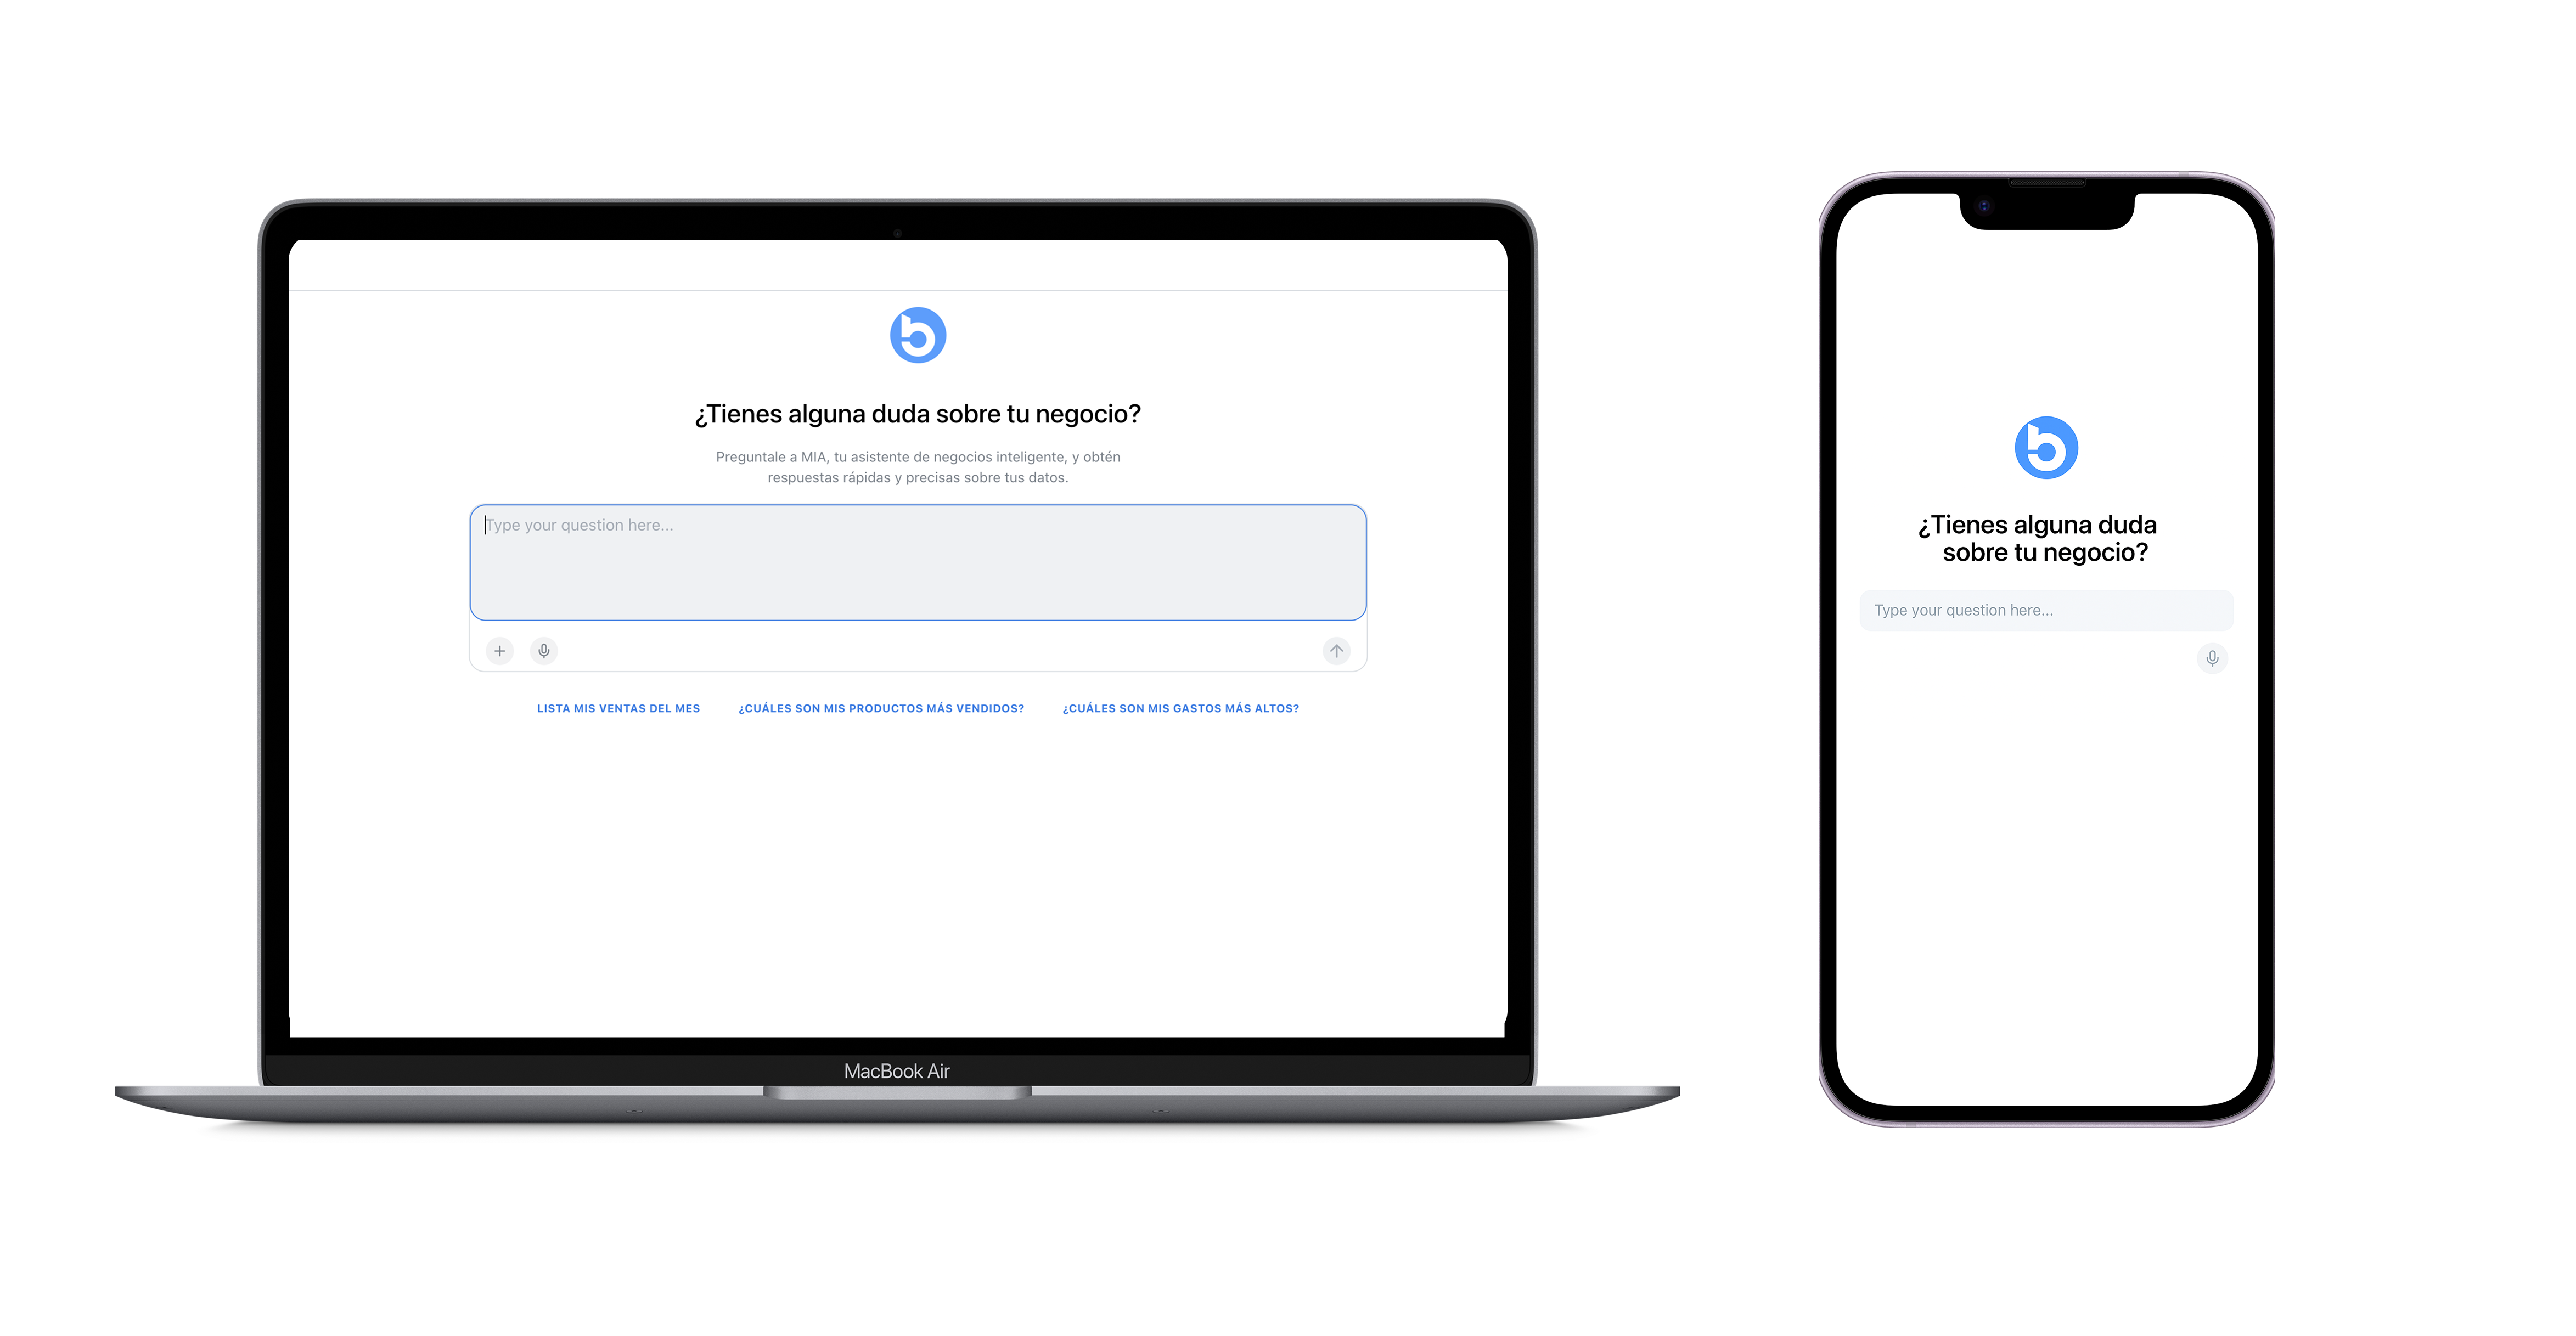 ¿Tienes alguna duda sobre tu negocio?
Preguntale a MIA, tu asistente de negocios inteligente, y obtén
respuestas rápidas y precisas sobre tus datos.
Type your question here...
LISTA MIS VENTAS DEL MES
¿CUÁLES SON MIS PRODUCTOS MÁS VENDIDOS?
¿CUÁLES SON MIS GASTOS MÁS ALTOS?
MacBook Air
¿Tienes alguna duda
sobre tu negocio?
Type your question here...